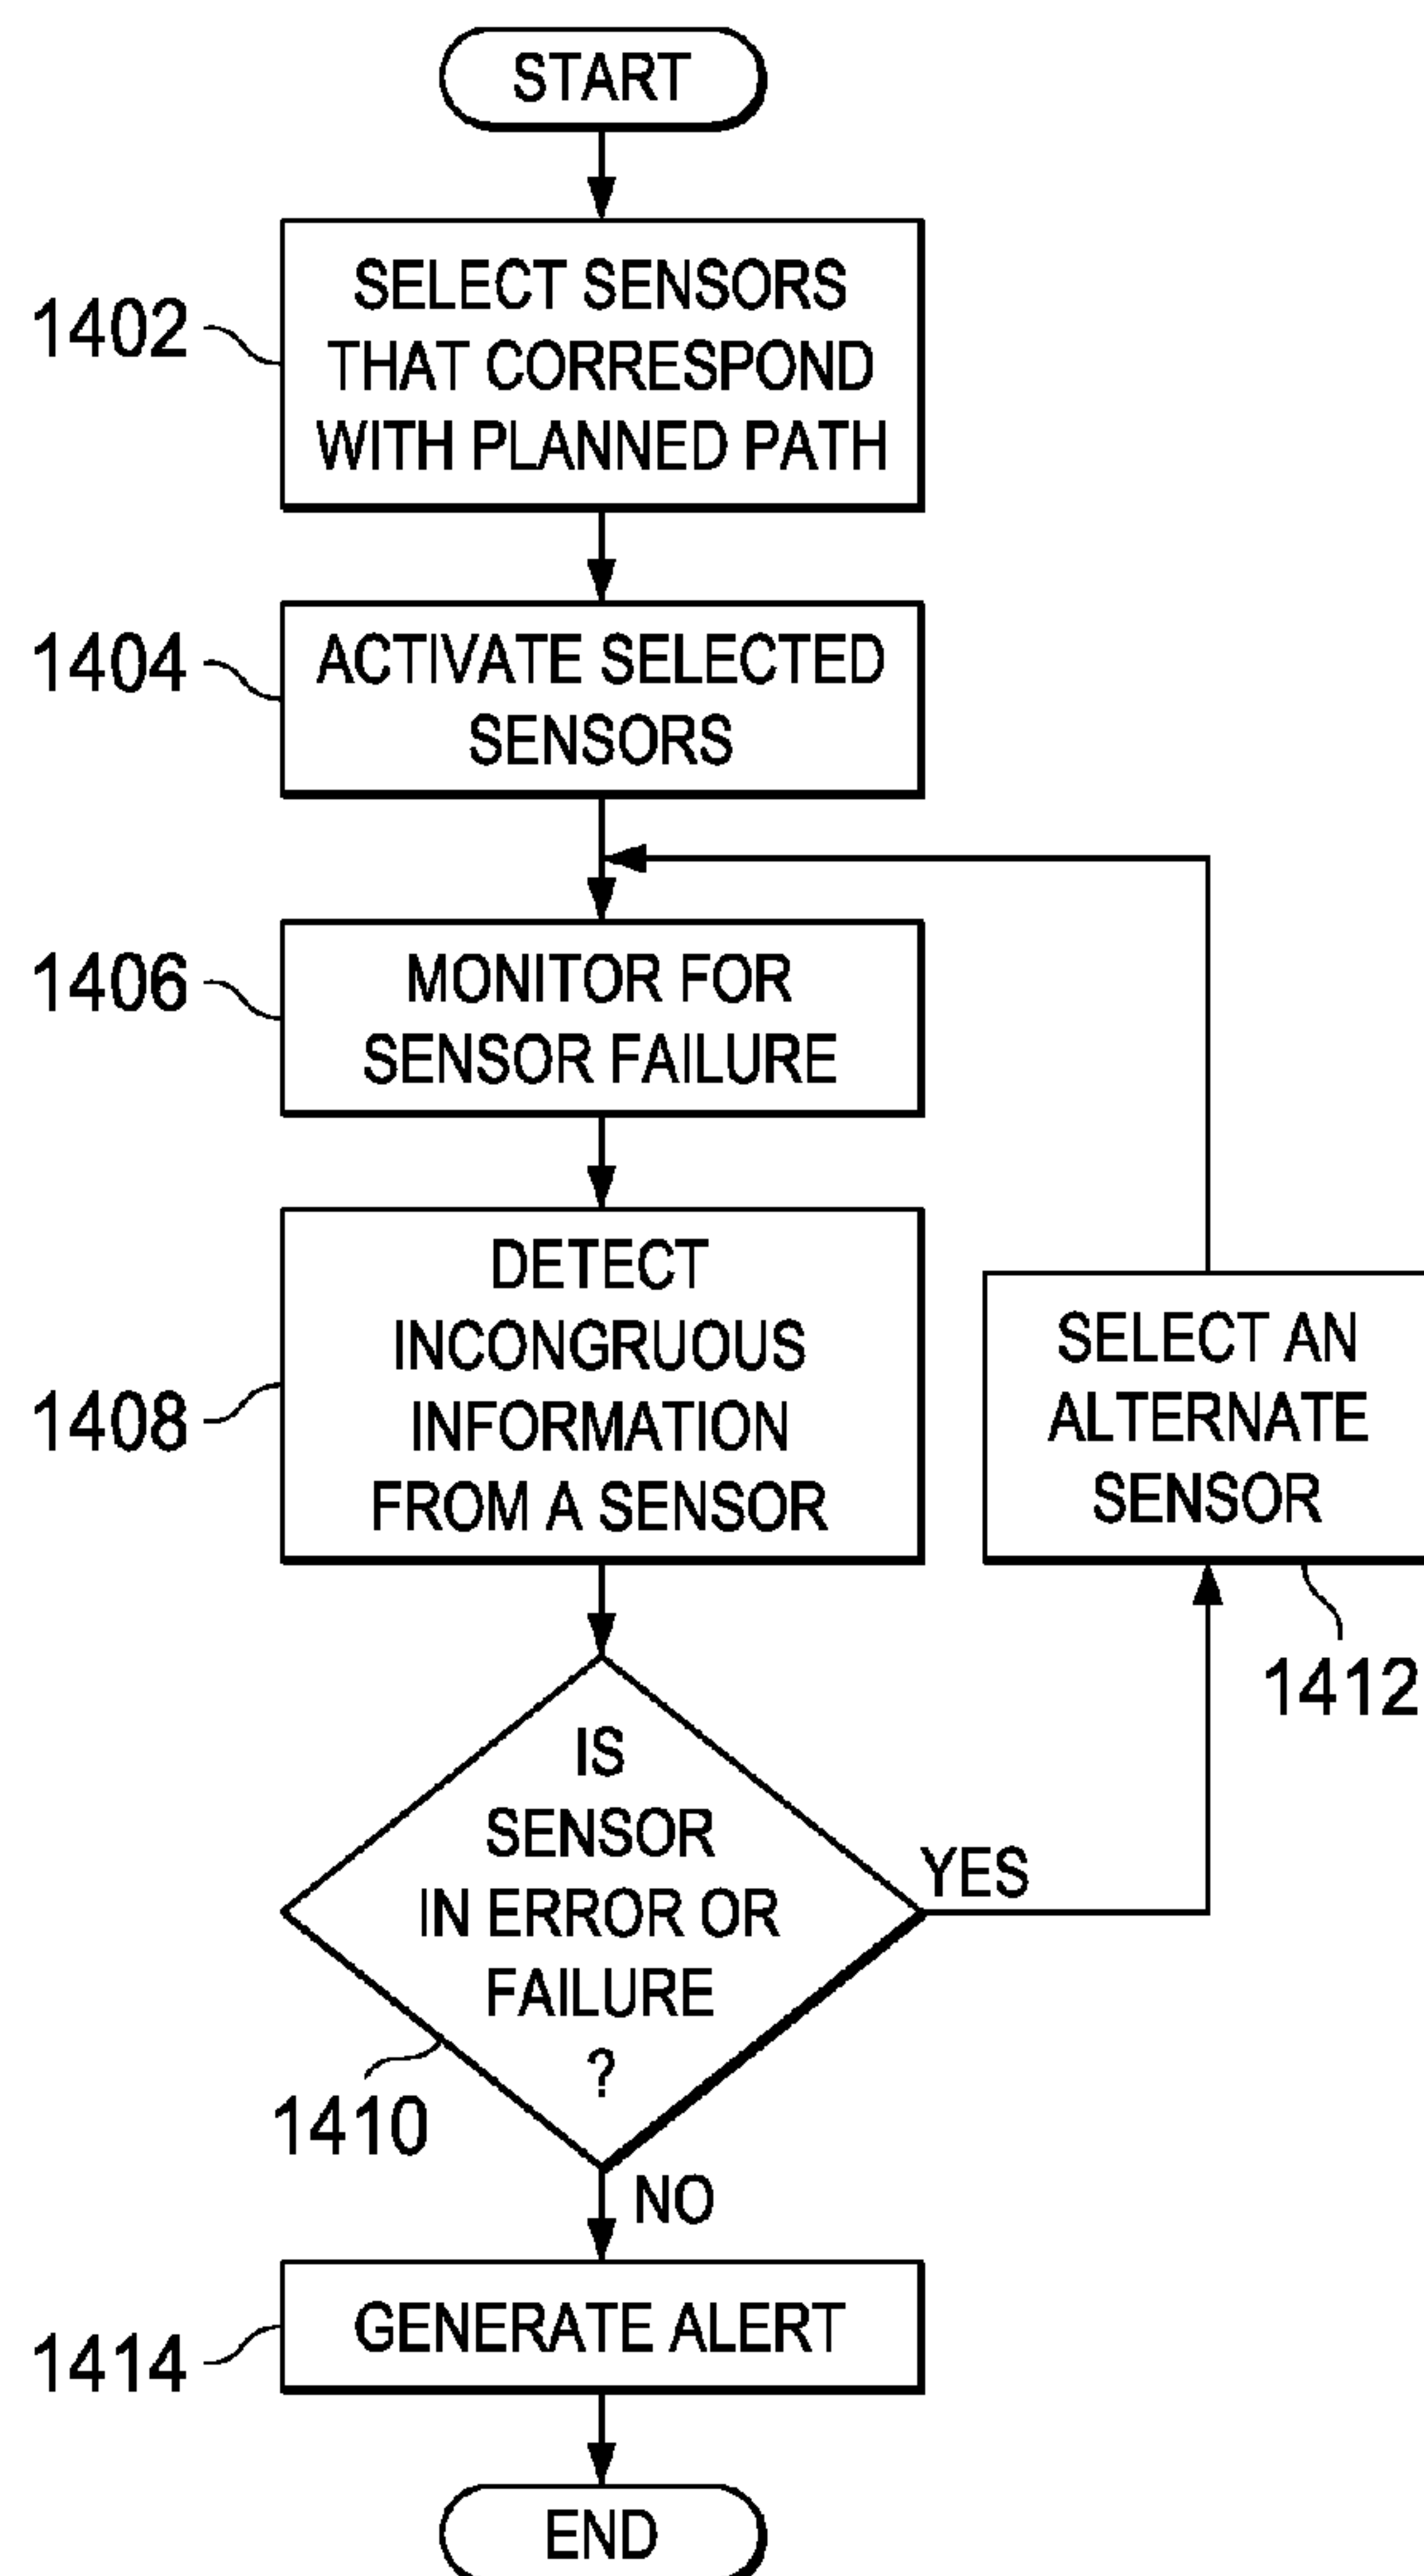 START
1402
SELECT SENSORS
THAT CORRESPOND
WITH PLANNED PATH
1404
ACTIVATE SELECTED
SENSORS
1406
MONITOR FOR
SENSOR FAILURE
1408
DETECT
INCONGRUOUS
INFORMATION
FROM A SENSOR
SELECT AN
ALTERNATE
SENSOR
1412
IS
SENSOR
IN ERROR OR
FAILURE
?
YES
1410
NO
1414
GENERATE ALERT
END